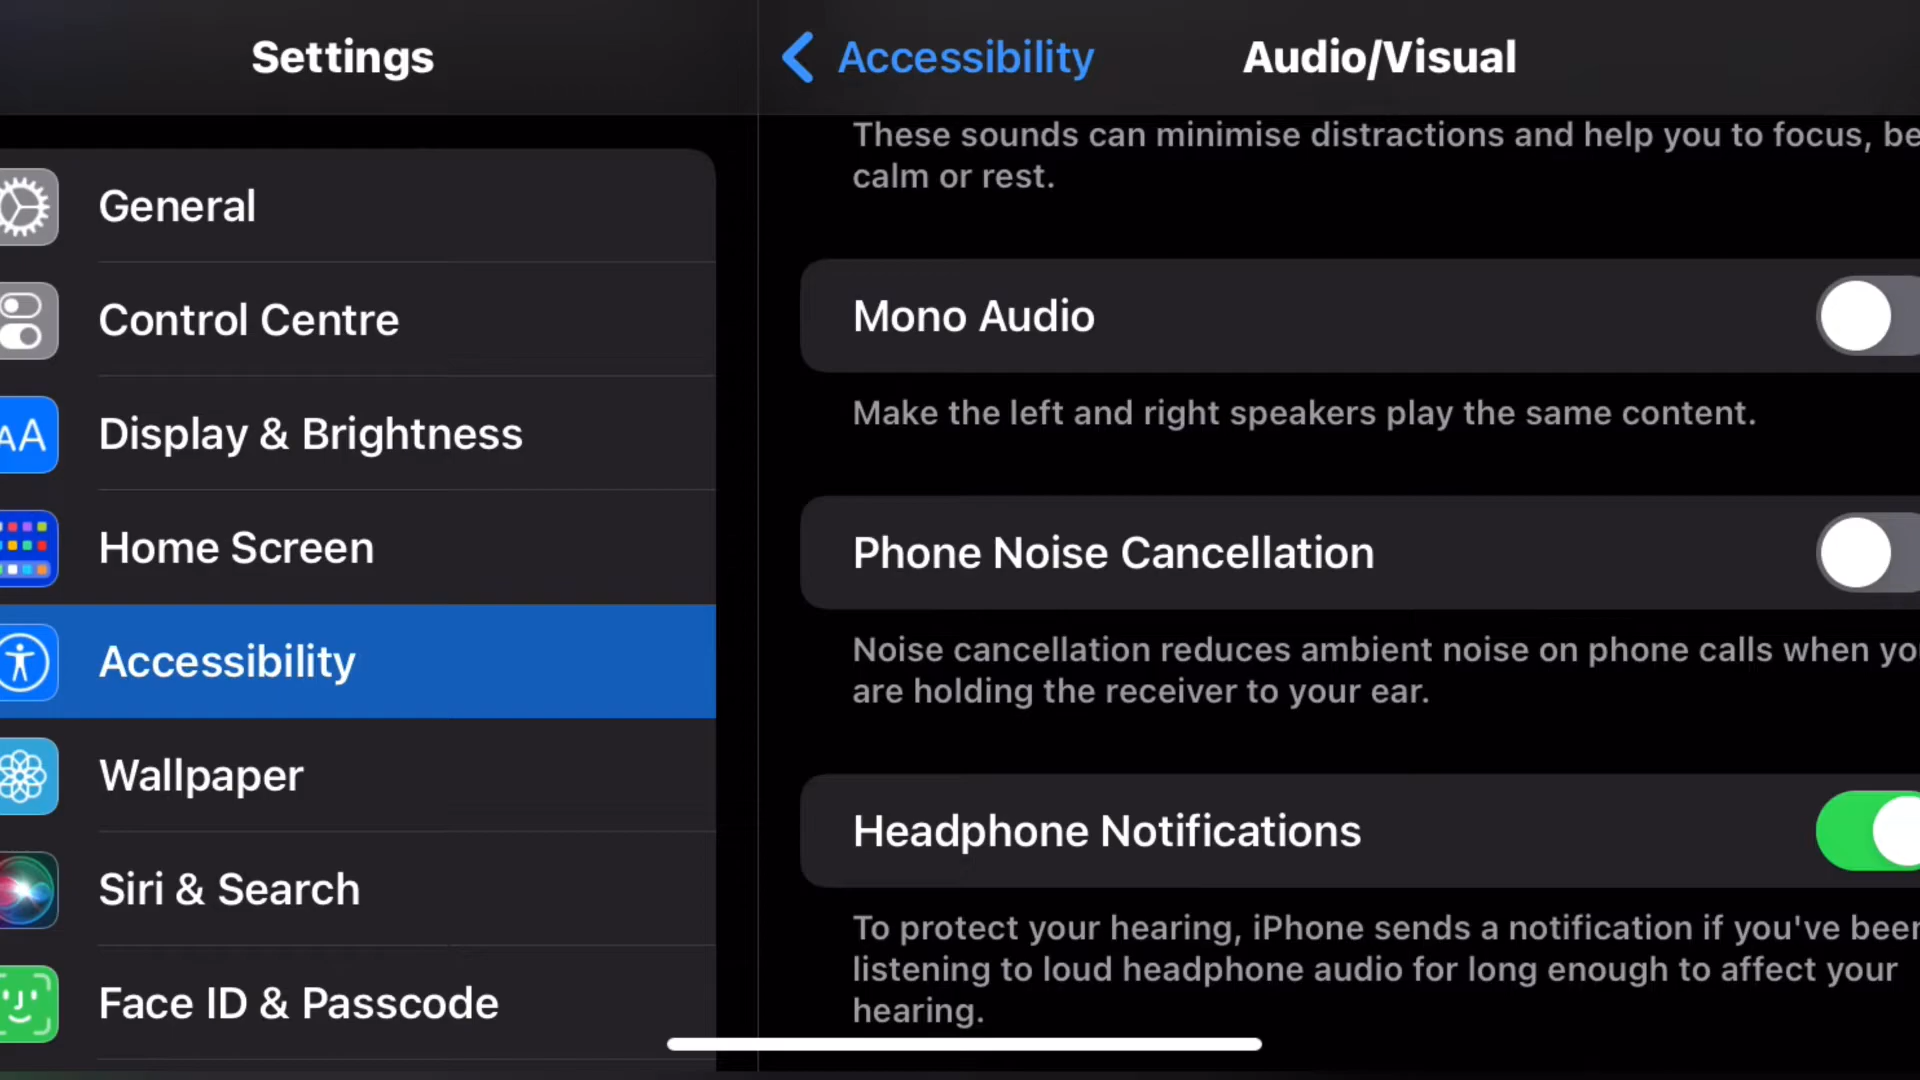 Settings
General
Control Centre
Display & Brightness
Home Screen
Accessibility
Wallpaper
Siri & Search
Face ID & Passcode
Accessibility
Audio/Visual
These sounds can minimise distractions and help you to focus, be
calm or rest.
Mono Audio
Make the left and right speakers play the same content.
Phone Noise Cancellation
Noise cancellation reduces ambient noise on phone calls when yo
are holding the receiver to your ear.
Headphone Notifications
To protect your hearing, iPhone sends a notification if you've been
listening to loud headphone audio for long enough to affect your
hearing.